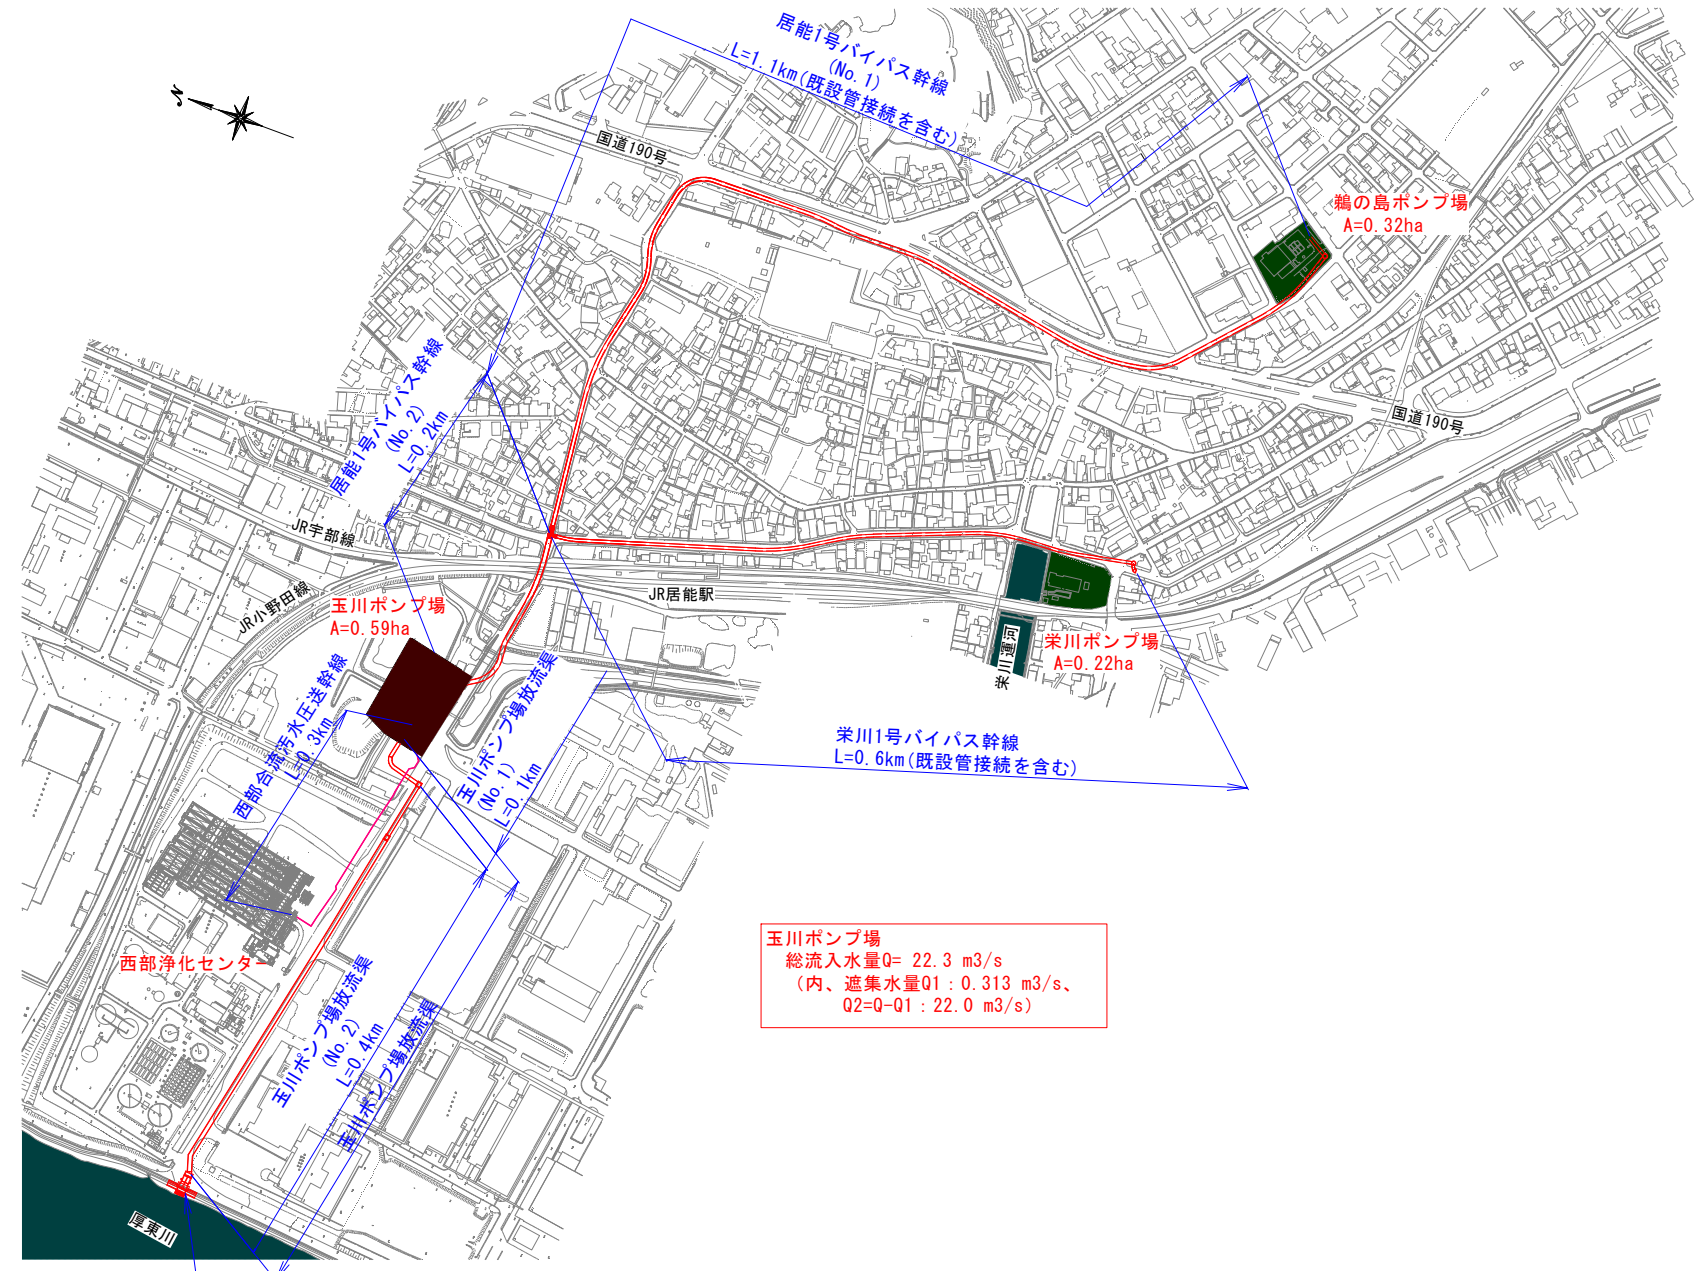 居能1号バイパス幹線
(No.1)
L=1.1km(既設管接続を含む)
N
国道190号
鵜の島ポンプ場
A=0.32ha
居能1号バイパス幹線
(No.2)
L=0.2km
国道190号
JR宇部線
JR小野田線
玉川ポンプ場
A=0.59ha
JR居能駅
栄川運河
栄川ポンプ場
A=0.22ha
西部合流汚水圧送幹線
L=0.3km
玉川ポンプ場放流渠
(No.1)
L=0.1km
栄川1号バイパス幹線
L=0.6km(既設管接続を含む)
西部浄化センター
玉川ポンプ場放流渠
(No.2)
L=0.4km
玉川ポンプ場放流渠
玉川ポンプ場
総流入水量Q= 22.3 m3/s
(内、遮集水量Q1：0.313 m3/s、
Q2=Q-Q1：22.0 m3/s)
厚東川